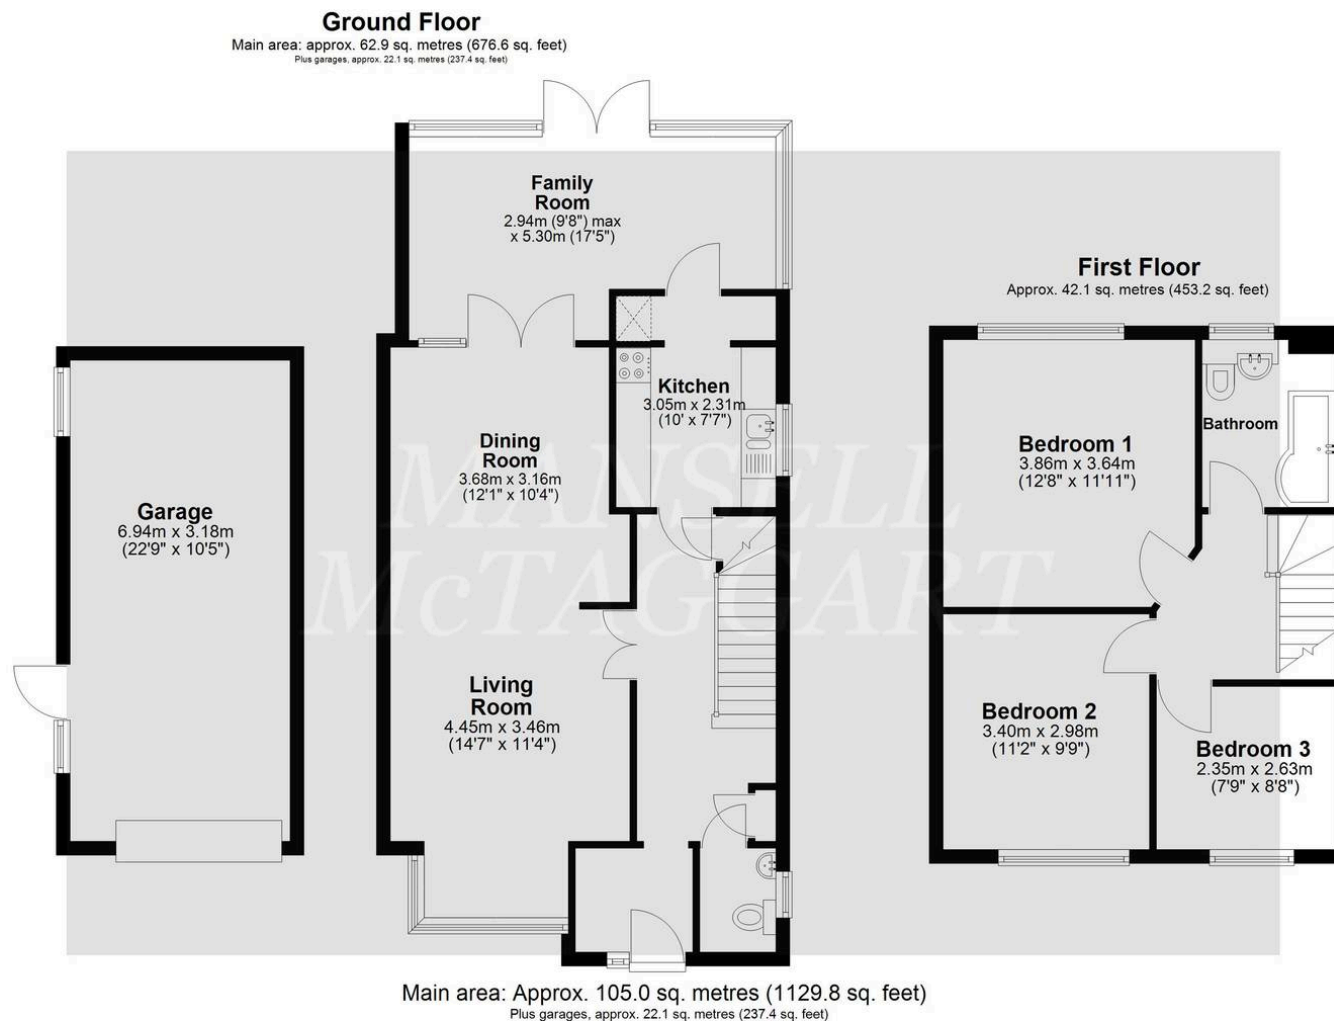 Ground Floor
Main area: approx. 62.9 sq. metres (676.6 sq. feet)
Plus garages, approx. 22.1 sq. metres (237.4 sq. feet)
Family
Room
2.94m (9'8") max
x 5.30m (17'5")
First Floor
Approx. 42.1 sq. metres (453.2 sq. feet)
Kitchen
3.05m x 2.31m
(10' x 7'7")
Dining
Room
3.68m x 3.16m
(12'1" x 10'4")
Bathroom
Bedroom 1
3.86m x 3.64m
(12'8" x 11'11")
Garage
6.94m x 3.18m
(22'9" x 10'5")
MANSELL
McTAGGART
Living
Room
4.45m x 3.46m
(14'7" x 11'4")
Bedroom 2
3.40m x 2.98m
(11'2" x 9'9")
Bedroom 3
2.35m x 2.63m
(7'9" x 8'8")
Main area: Approx. 105.0 sq. metres (1129.8 sq. feet)
Plus garages, approx. 22.1 sq. metres (237.4 sq. feet)